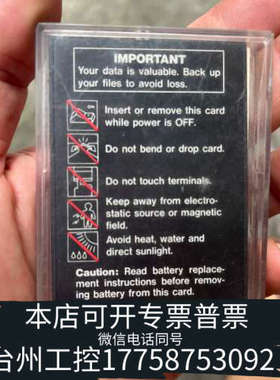 IMPORTANT
Your data is valuable. Back up
your files to avoid loss.
Insert or remove this card
while power is OFF.
Do not bend or drop card.
Do not touch terminals.
Keep away from electro-
static source or magnetic
field.
Avoid heat, water and
direct sunlight.
Caution: Read battery replace-
ment instructions before remov-
ing battery from this card.
本店可开专票普票
微信电话同号
台州工控17758753092